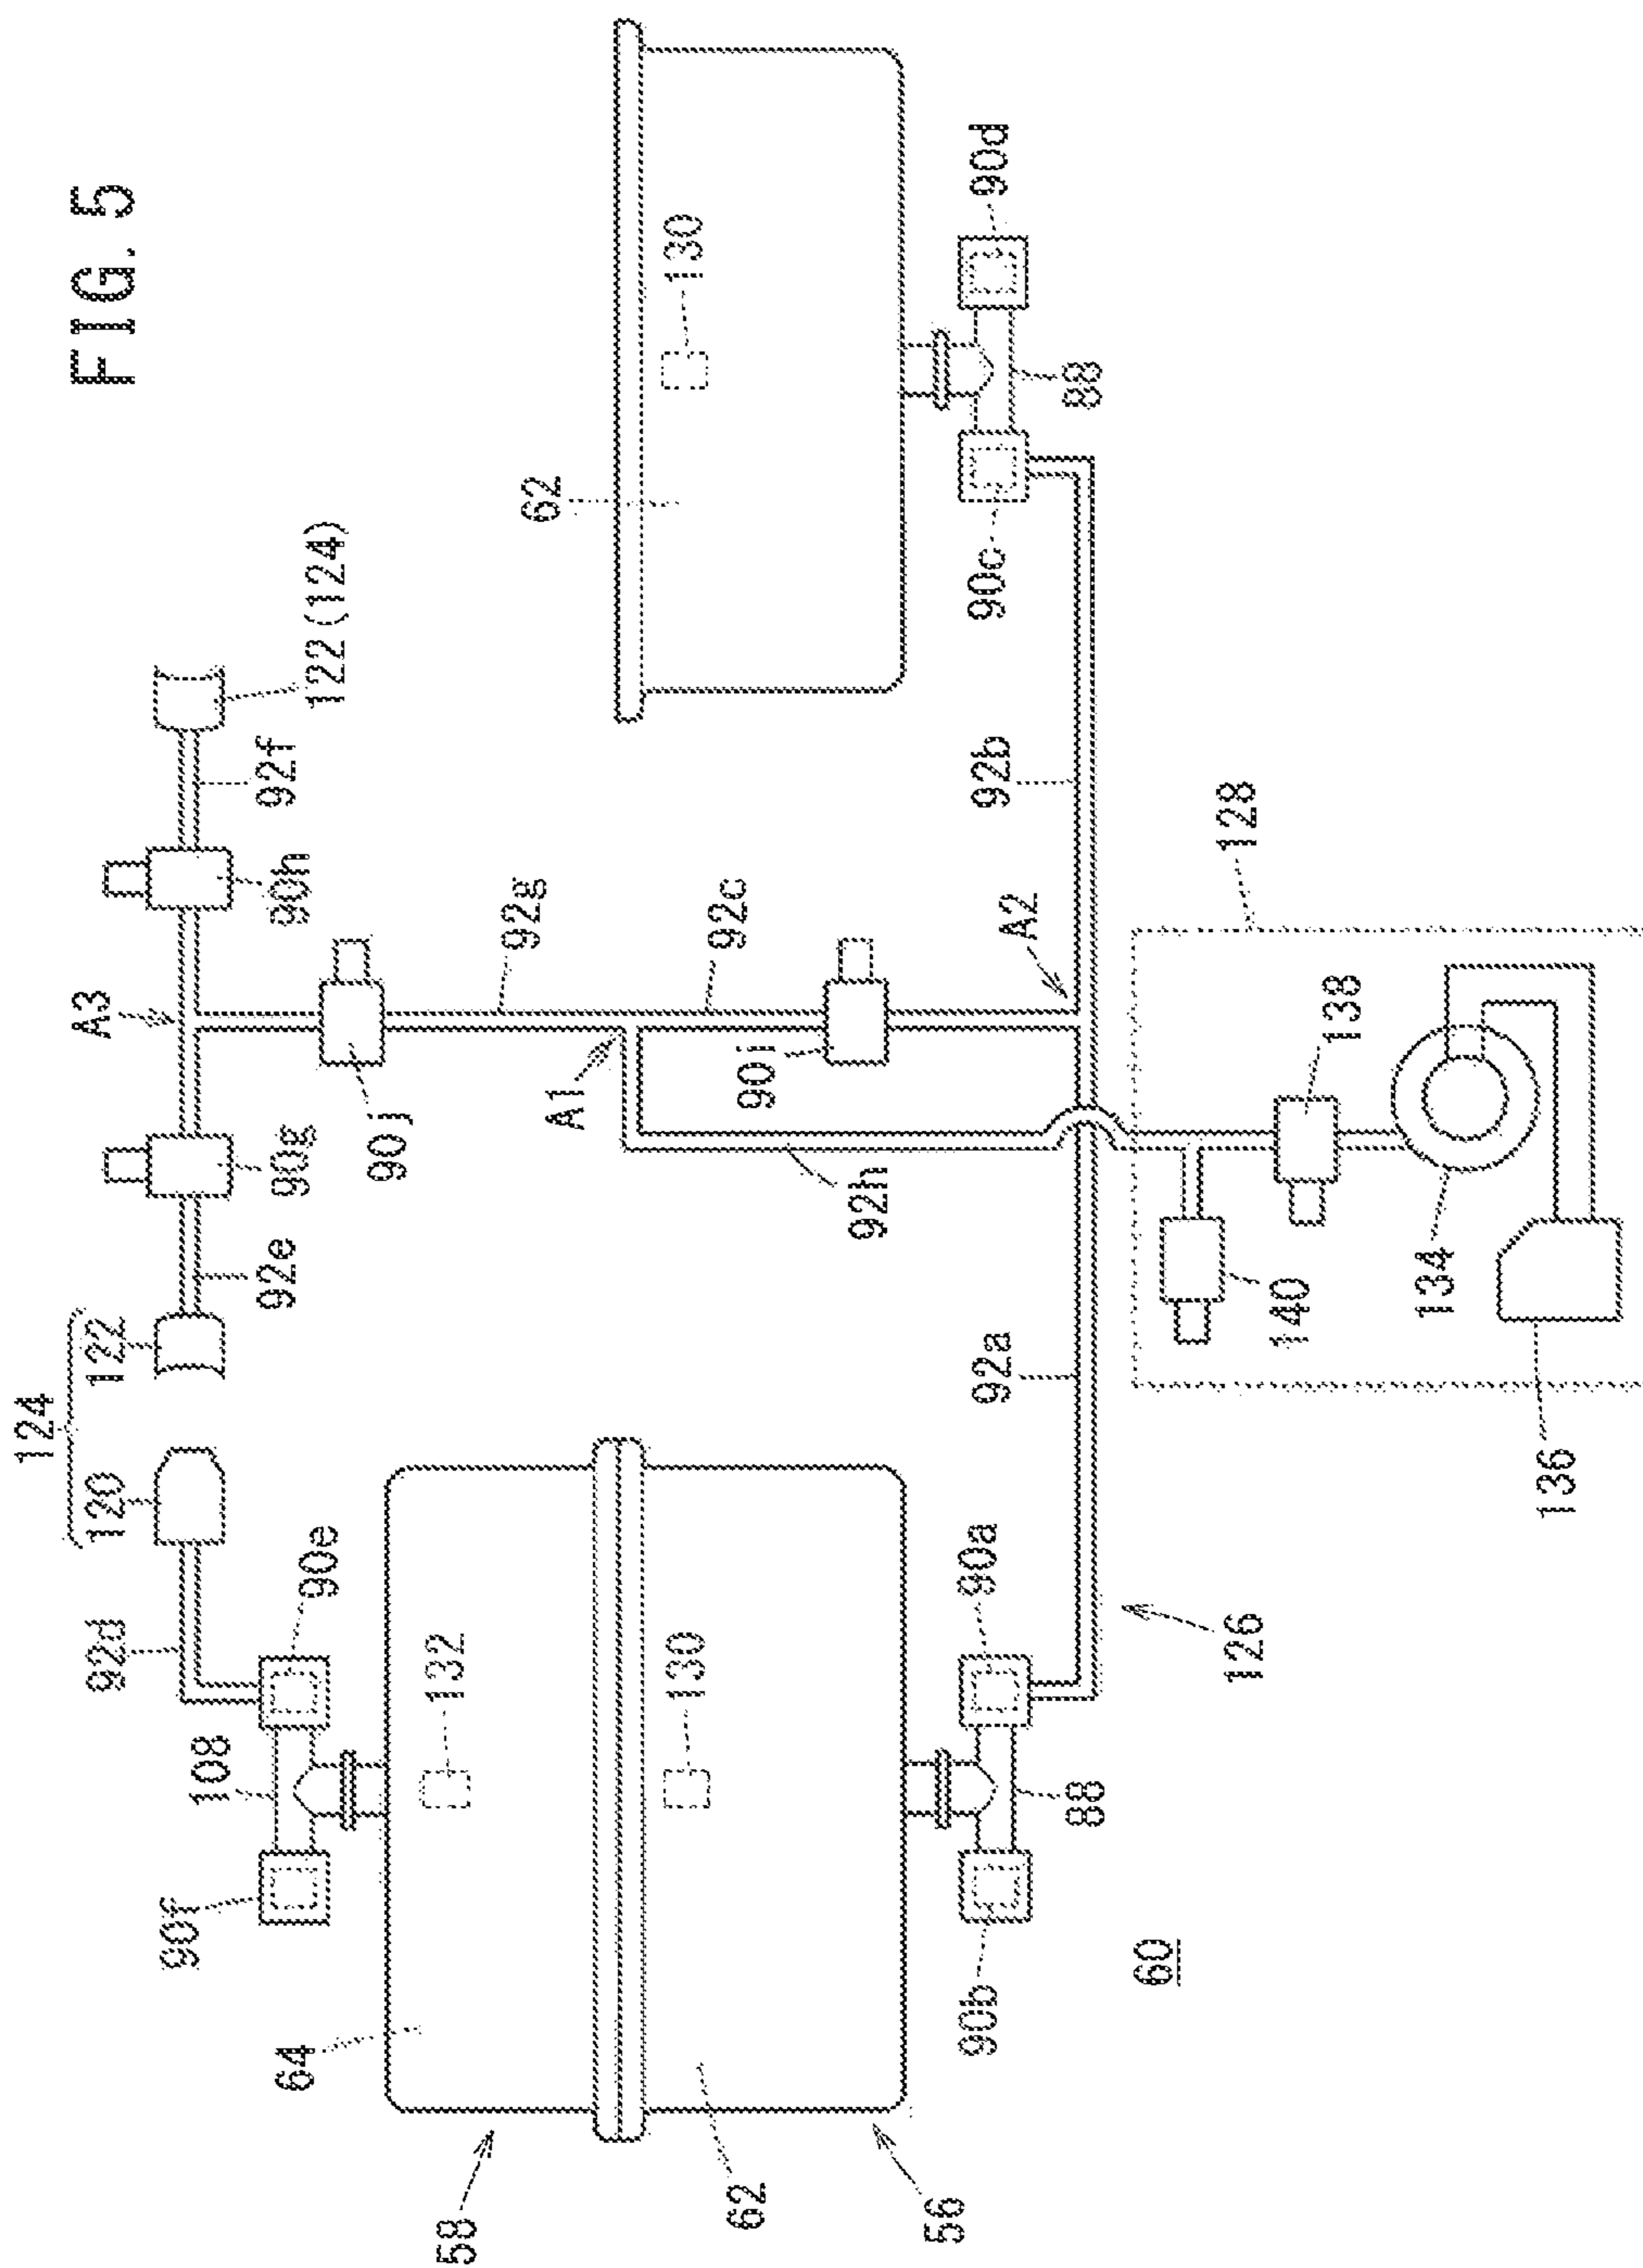 FIG. 5
124
120
122
A3
92d
92e
90g
90h
92f
122(124)
90f
108
90e
90j
92g
A1
92c
62
64
132
130
130
58
62
56
90i
92h
A2
92b
90c
90d
90b
88
90a
92a
88
60
126
128
140
138
134
136